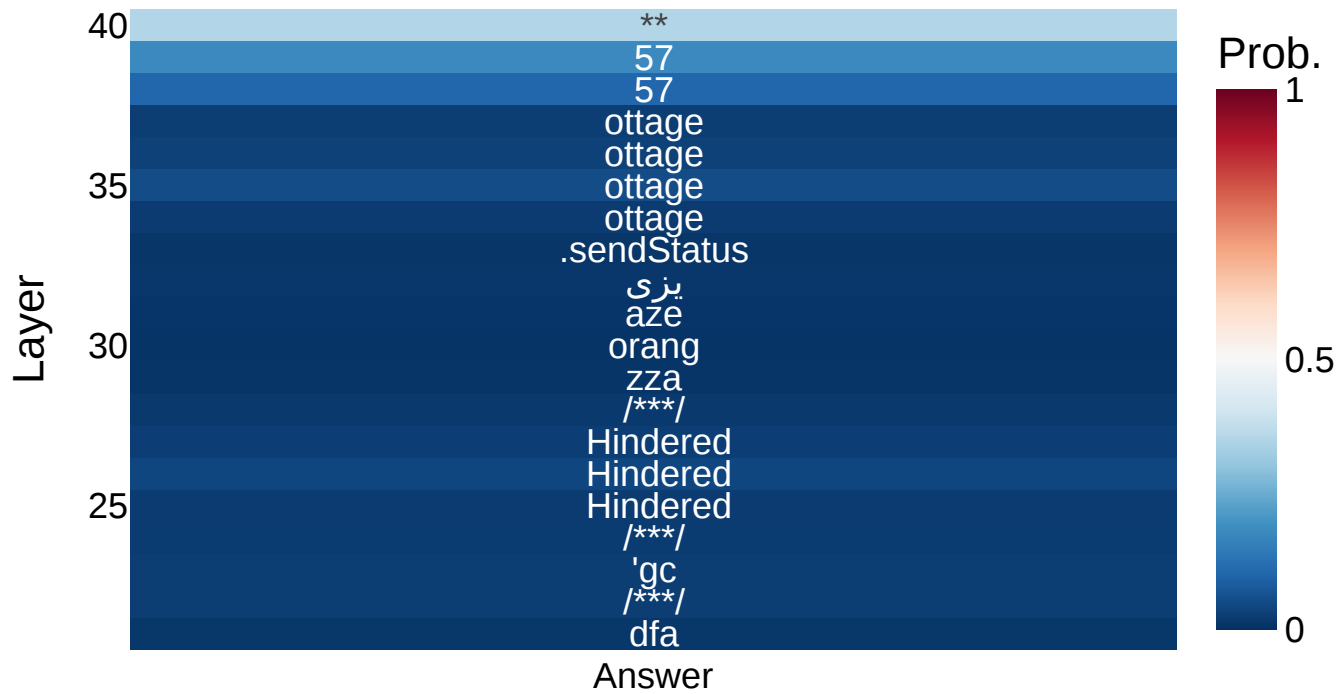 40
**
57
57
ottage
ottage
35
ottage
ottage
.sendStatus
یزی
aze
30
orang
zza
/***/
Hindered
Hindered
25
Hindered
/***/
'gc
/***/
dfa
Layer
Answer
Prob.
1
0.5
0